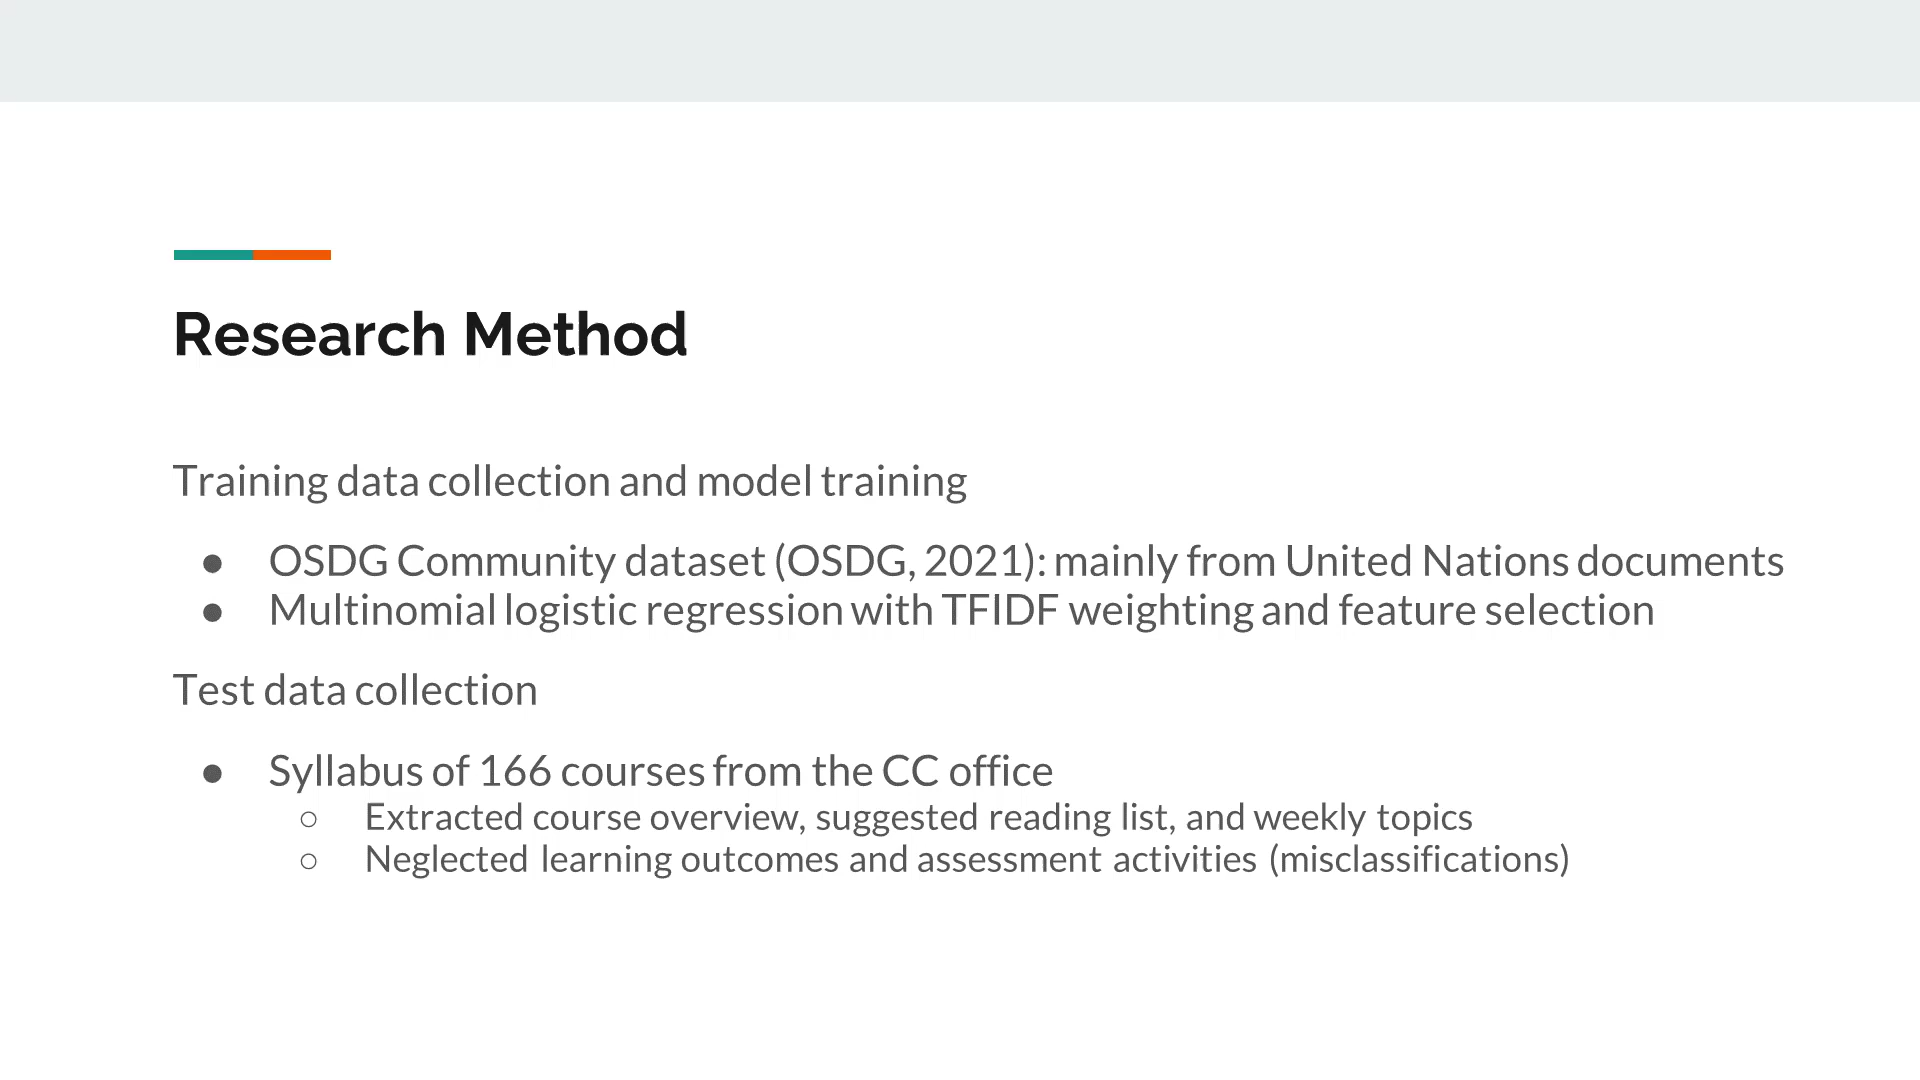 Research Method
Training data collection and model training
● OSDG Community dataset (OSDG, 2021): mainly from United Nations documents
● Multinomial logistic regression with TFIDF weighting and feature selection
Test data collection
● Syllabus of 166 courses from the CC office
○ Extracted course overview, suggested reading list, and weekly topics
○ Neglected learning outcomes and assessment activities (misclassifications)